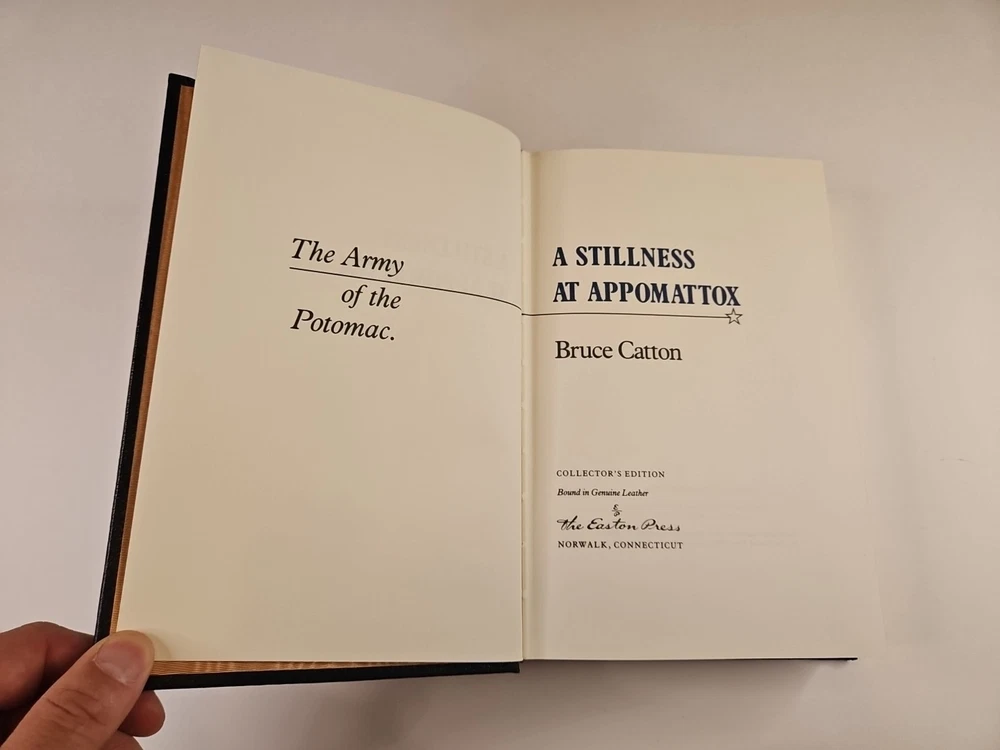 The Army
of the
Potomac.
A STILLNESS
AT APPOMATTOX
Bruce Catton
COLLECTOR'S EDITION
Bound in Genuine Leather
The Easton Press
NORWALK, CONNECTICUT